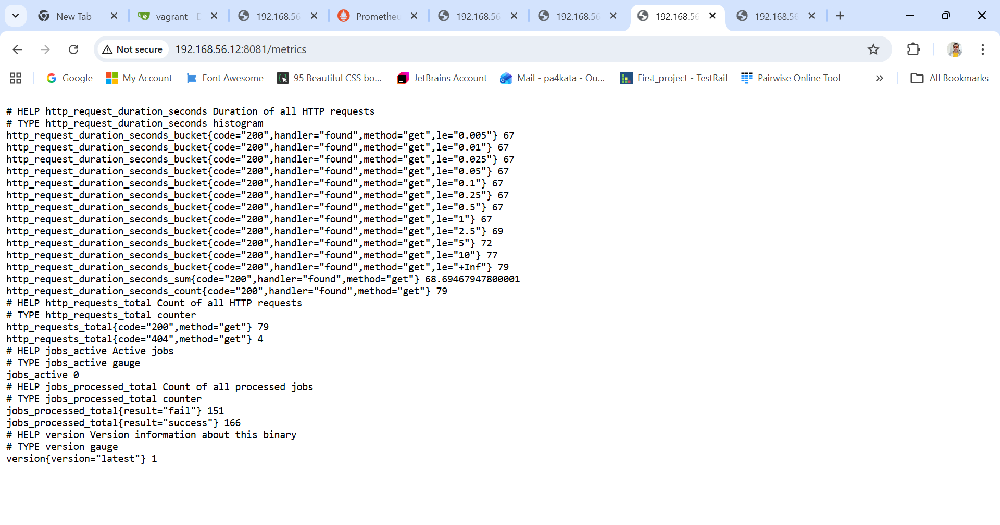 New Tab
vagrant - D
192.168.56
Prometheu
192.168.56
192.168.56
192.168.56
192.168.56
Not secure 192.168.56.12:8081/metrics
Google My Account Font Awesome 95 Beautiful CSS bo... JetBrains Account Mail - pa4kata - Ou... First_project - TestRail Pairwise Online Tool » All Bookmarks
# HELP http_request_duration_seconds Duration of all HTTP requests
# TYPE http_request_duration_seconds histogram
http_request_duration_seconds_bucket{code="200",handler="found",method="get",le="0.005"} 67
http_request_duration_seconds_bucket{code="200",handler="found",method="get",le="0.01"} 67
http_request_duration_seconds_bucket{code="200",handler="found",method="get",le="0.025"} 67
http_request_duration_seconds_bucket{code="200",handler="found",method="get",le="0.05"} 67
http_request_duration_seconds_bucket{code="200",handler="found",method="get",le="0.1"} 67
http_request_duration_seconds_bucket{code="200",handler="found",method="get",le="0.25"} 67
http_request_duration_seconds_bucket{code="200",handler="found",method="get",le="0.5"} 67
http_request_duration_seconds_bucket{code="200",handler="found",method="get",le="1"} 67
http_request_duration_seconds_bucket{code="200",handler="found",method="get",le="2.5"} 69
http_request_duration_seconds_bucket{code="200",handler="found",method="get",le="5"} 72
http_request_duration_seconds_bucket{code="200",handler="found",method="get",le="10"} 77
http_request_duration_seconds_bucket{code="200",handler="found",method="get",le="+Inf"} 79
http_request_duration_seconds_sum{code="200",handler="found",method="get"} 68.69467947800001
http_request_duration_seconds_count{code="200",handler="found",method="get"} 79
# HELP http_requests_total Count of all HTTP requests
# TYPE http_requests_total counter
http_requests_total{code="200",method="get"} 79
http_requests_total{code="404",method="get"} 4
# HELP jobs_active Active jobs
# TYPE jobs_active gauge
jobs_active 0
# HELP jobs_processed_total Count of all processed jobs
# TYPE jobs_processed_total counter
jobs_processed_total{result="fail"} 151
jobs_processed_total{result="success"} 166
# HELP version Version information about this binary
# TYPE version gauge
version{version="latest"} 1